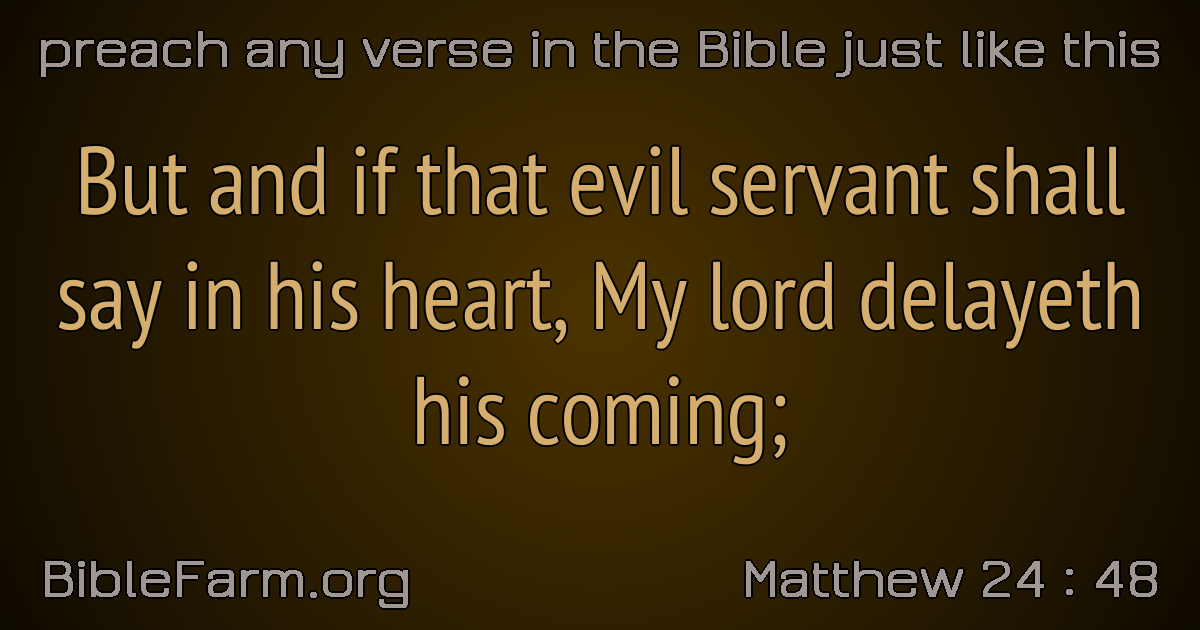 preach any verse in the Bible just like this
But and if that evil servant shall
say in his heart, My lord delayeth
his coming;
BibleFarm.org
Matthew 24 : 48